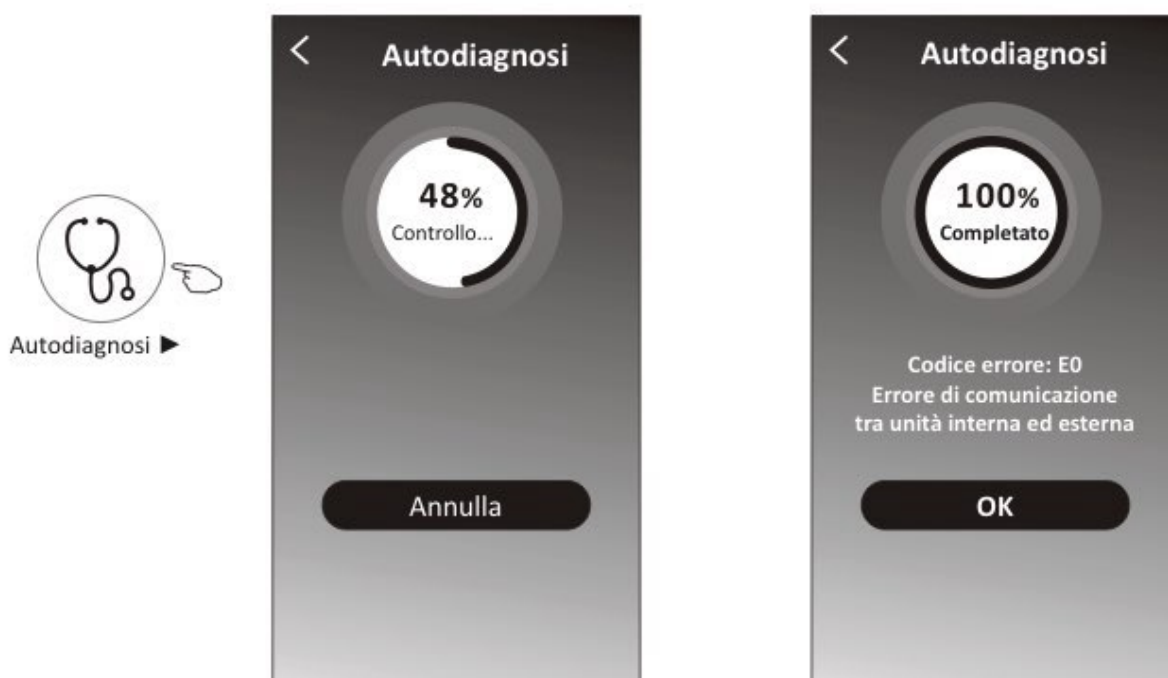 Autodiagnosi ►
Autodiagnosi
48%
Controllo...
Annulla
Autodiagnosi
100%
Completato
Codice errore: E0
Errore di comunicazione
tra unità interna ed esterna
OK